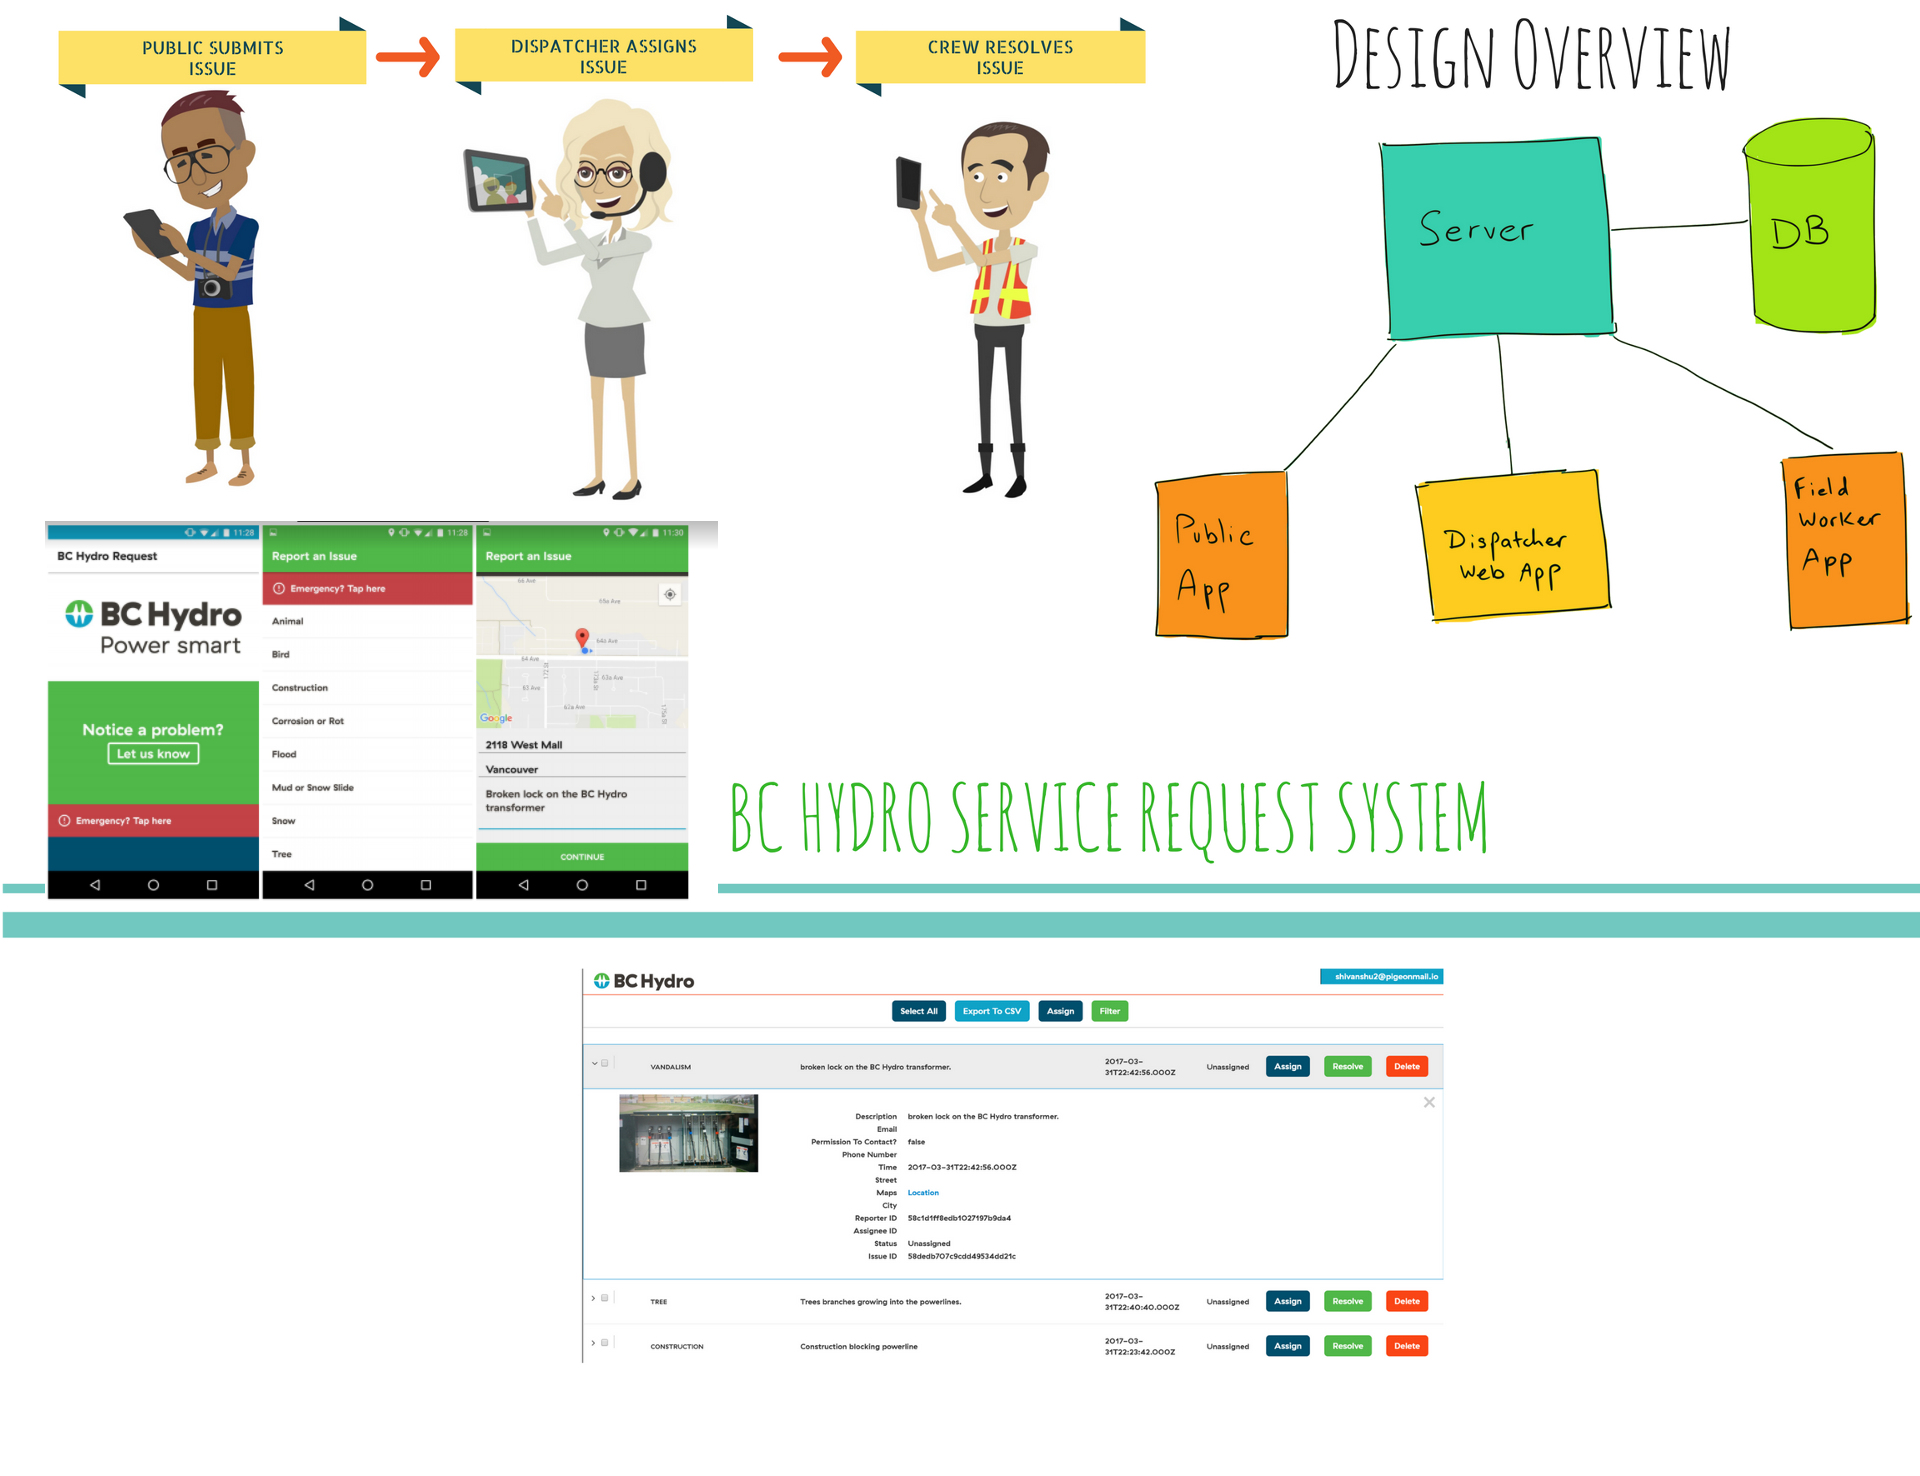 PUBLIC SUBMITS
ISSUE
DISPATCHER ASSIGNS
ISSUE
CREW RESOLVES
ISSUE
DESIGN OVERVIEW
Server
DB
Public
App
Dispatcher
Web App
Field
Worker
App
11:28
BC Hydro Request
BC Hydro
Power smart
Notice a problem?
Let us know
Emergency? Tap here
11:28
Report an Issue
Emergency? Tap here
Animal
Bird
Construction
Corrosion or Rot
Flood
Mud or Snow Slide
Snow
Tree
11:30
Report an Issue
66 Ave
65a Ave
64a Ave
64 Ave
63 Ave
63a Ave
62a Ave
Google
2118 West Mall
Vancouver
Broken lock on the BC Hydro
transformer
CONTINUE
BC HYDRO SERVICE REQUEST SYSTEM
BC Hydro
shivanshu2@pigeonmail.io
Select All Export To CSV Assign Filter
VANDALISM broken lock on the BC Hydro transformer. 2017-03-31T22:42:56.000Z Unassigned Assign Resolve Delete
Description broken lock on the BC Hydro transformer.
Email
Permission To Contact? false
Phone Number
Time 2017-03-31T22:42:56.000Z
Street
Maps Location
City
Reporter ID 58c1d1ff8edb1027197b9da4
Assignee ID
Status Unassigned
Issue ID 58dedb707c9cdd49534dd21c
TREE Trees branches growing into the powerlines. 2017-03-31T22:40:40.000Z Unassigned Assign Resolve Delete
CONSTRUCTION Construction blocking powerline 2017-03-31T22:23:42.000Z Unassigned Assign Resolve Delete